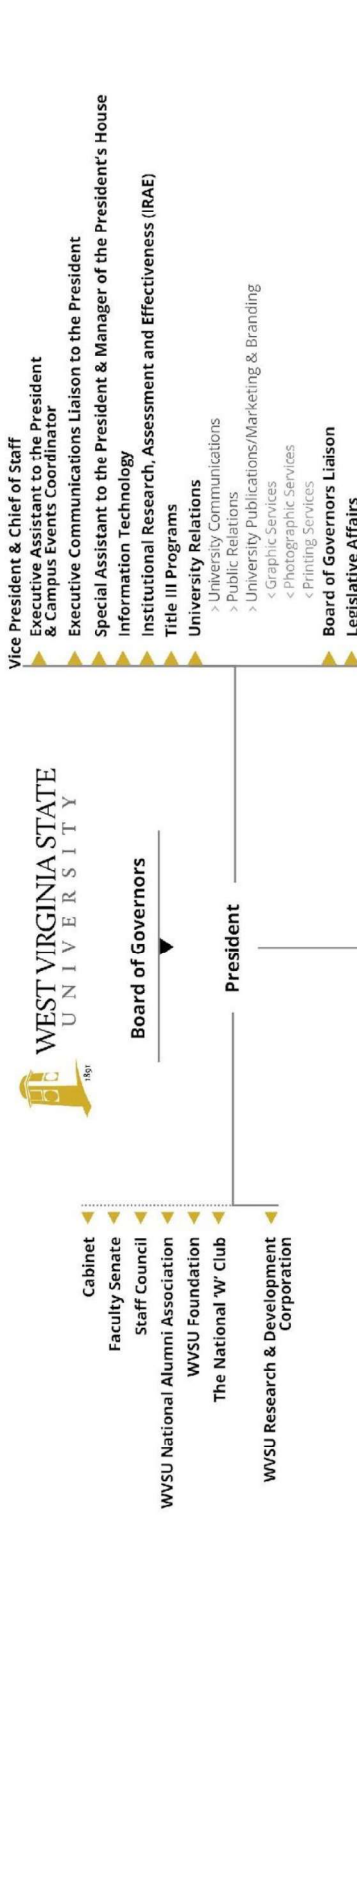 WEST VIRGINIA STATE
UNIVERSITY
1891
Board of Governors
President
Cabinet
Faculty Senate
Staff Council
WVSU National Alumni Association
WVSU Foundation
The National 'W' Club
WVSU Research & Development
Corporation
Vice President & Chief of Staff
Executive Assistant to the President
& Campus Events Coordinator
Executive Communications Liaison to the President
Special Assistant to the President & Manager of the President's House
Information Technology
Institutional Research, Assessment and Effectiveness (IRAE)
Title III Programs
University Relations
> University Communications
> Public Relations
> University Publications/Marketing & Branding
< Graphic Services
< Photographic Services
< Printing Services
Board of Governors Liaison
Legislative Affairs